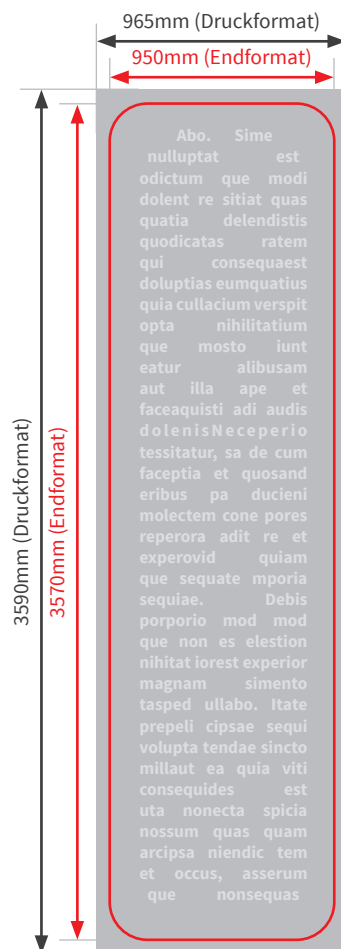 965mm (Druckformat)
950mm (Endformat)
3590mm (Druckformat)
3570mm (Endformat)
Abo. Sime
nulluptat est
odictum que modi
dolent re sitiat quas
quatia delendistis
quodicatas ratem
qui consequaest
doluptias eumquatius
quia cullacium verspit
opta nihilitatium
que mosto iunt
eatur alibusam
aut illa ape et
faceaquisti adi audis
dolenisNeceperio
tessitatur, sa de cum
faceptia et quosand
eribus pa ducieni
molectem cone pores
reperora adit re et
experovid quiam
que sequate mporia
sequiae. Debis
porporio mod mod
que non es elestion
nihitat iorest experior
magnam simento
tasped ullabo. Itate
prepeli cipsae sequi
volupta tendae sincto
millaut ea quia viti
consequides est
uta nonecta spicia
nossum quas quam
arcipsa niendic tem
et occus, asserum
que nonsequas